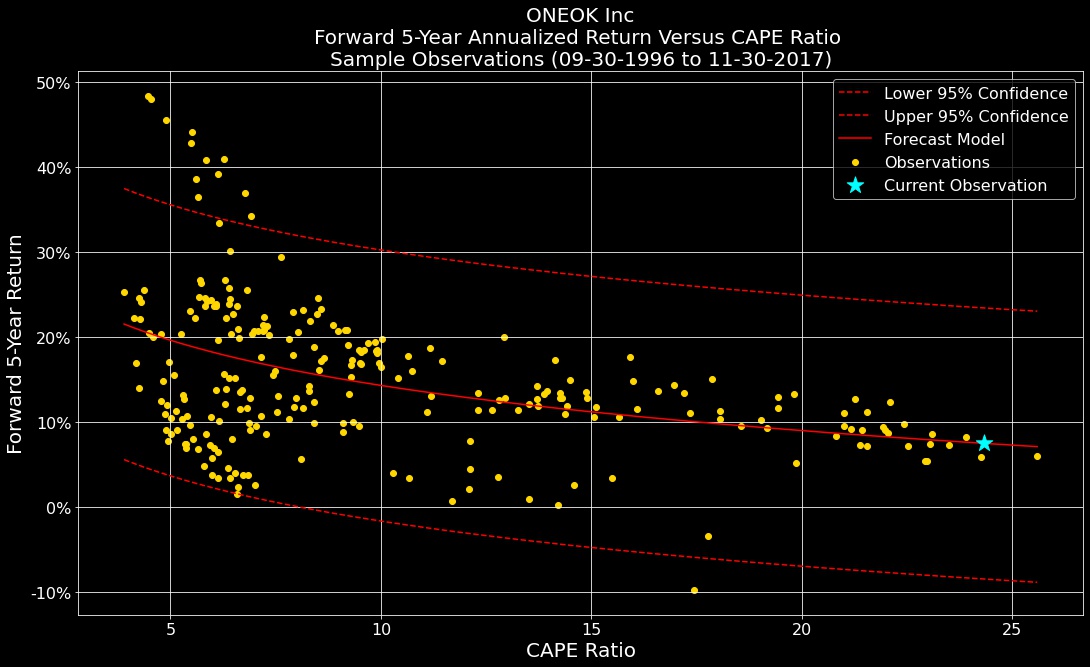 ONEOK Inc
Forward 5-Year Annualized Return Versus CAPE Ratio
Sample Observations (09-30-1996 to 11-30-2017)
Lower 95% Confidence
Upper 95% Confidence
Forecast Model
Observations
Current Observation
Forward 5-Year Return
50%
40%
30%
20%
10%
0%
-10%
5
10
15
20
25
CAPE Ratio